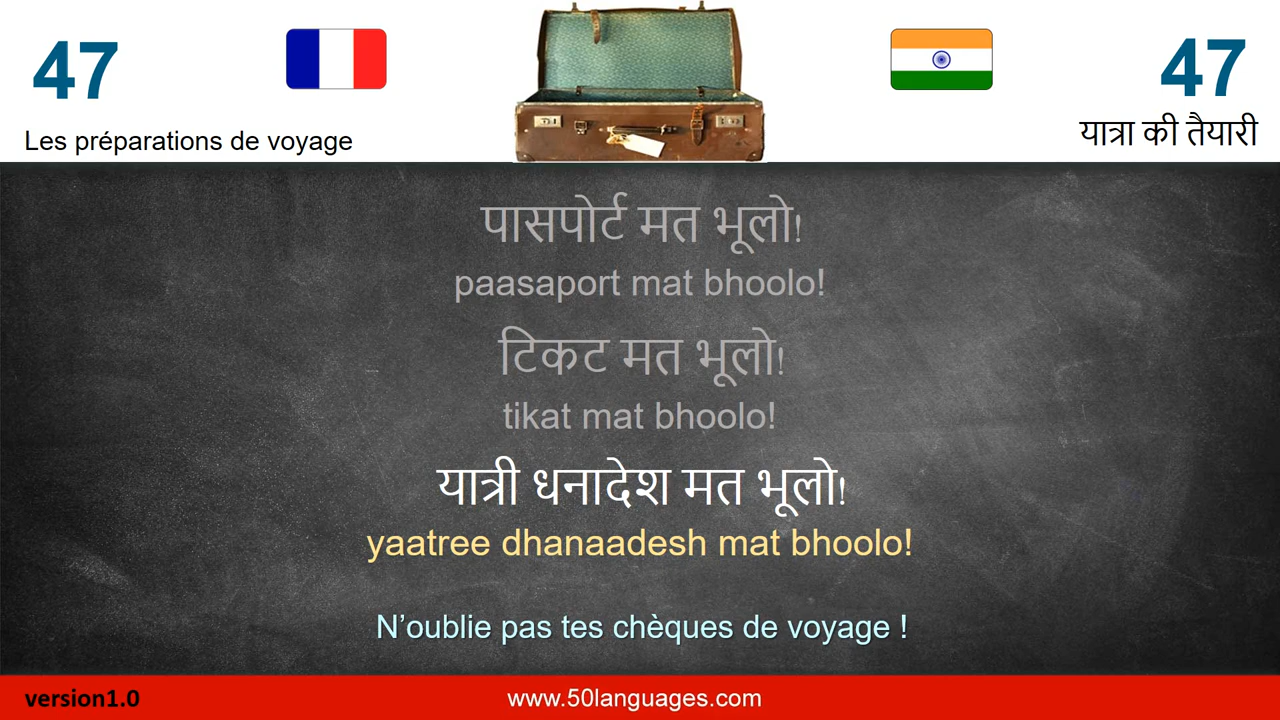 47
47
Les préparations de voyage
यात्रा की तैयारी
पासपोर्ट मत भूलो!
paasaport mat bhoolo!
टिकट मत भूलो!
tikat mat bhoolo!
यात्री धनादेश मत भूलो!
yaatree dhanaadesh mat bhoolo!
N’oublie pas tes chèques de voyage !
version1.0
www.50languages.com